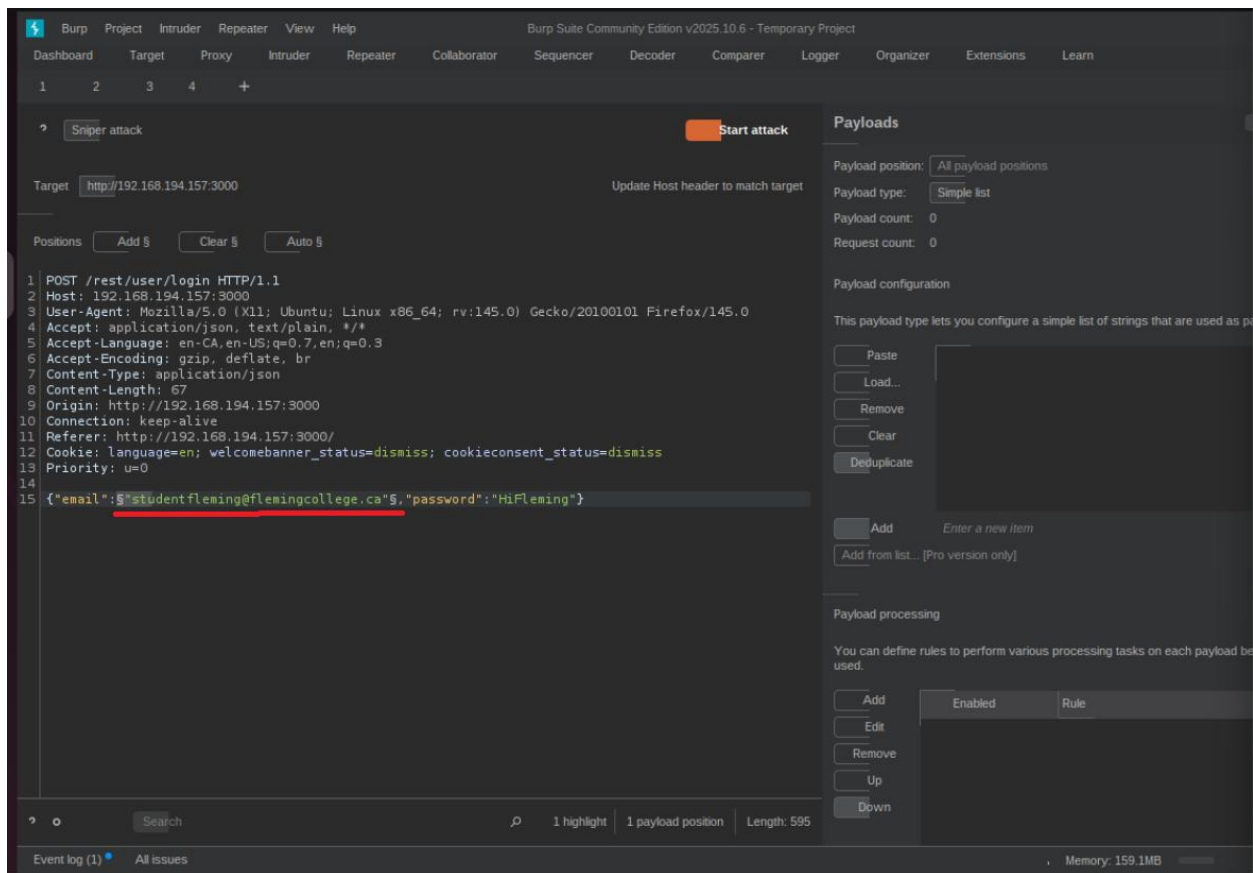 Burp Project Intruder Repeater View Help Burp Suite Community Edition v2025.10.6 - Temporary Project
Dashboard Target Proxy Intruder Repeater Collaborator Sequencer Decoder Comparer Logger Organizer Extensions Learn
1 2 3 4 +
? Sniper attack Start attack
Target http://192.168.194.157:3000 Update Host header to match target
Positions Add § Clear § Auto §
1 POST /rest/user/login HTTP/1.1
2 Host: 192.168.194.157:3000
3 User-Agent: Mozilla/5.0 (X11; Ubuntu; Linux x86_64; rv:145.0) Gecko/20100101 Firefox/145.0
4 Accept: application/json, text/plain, */*
5 Accept-Language: en-CA,en-US;q=0.7,en;q=0.3
6 Accept-Encoding: gzip, deflate, br
7 Content-Type: application/json
8 Content-Length: 67
9 Origin: http://192.168.194.157:3000
10 Connection: keep-alive
11 Referer: http://192.168.194.157:3000/
12 Cookie: language=en; welcomebanner_status=dismiss; cookieconsent_status=dismiss
13 Priority: u=0
14
15 {"email":§"studentfleming@flemingcollege.ca"§,"password":"HiFleming"}
? Search 1 highlight 1 payload position Length: 595
Payloads
Payload position: All payload positions
Payload type: Simple list
Payload count: 0
Request count: 0
Payload configuration
This payload type lets you configure a simple list of strings that are used as pa
Paste
Load...
Remove
Clear
Deduplicate
Add Enter a new item
Add from list... [Pro version only]
Payload processing
You can define rules to perform various processing tasks on each payload be
used.
Add Enabled Rule
Edit
Remove
Up
Down
Event log (1) All issues Memory: 159.1MB